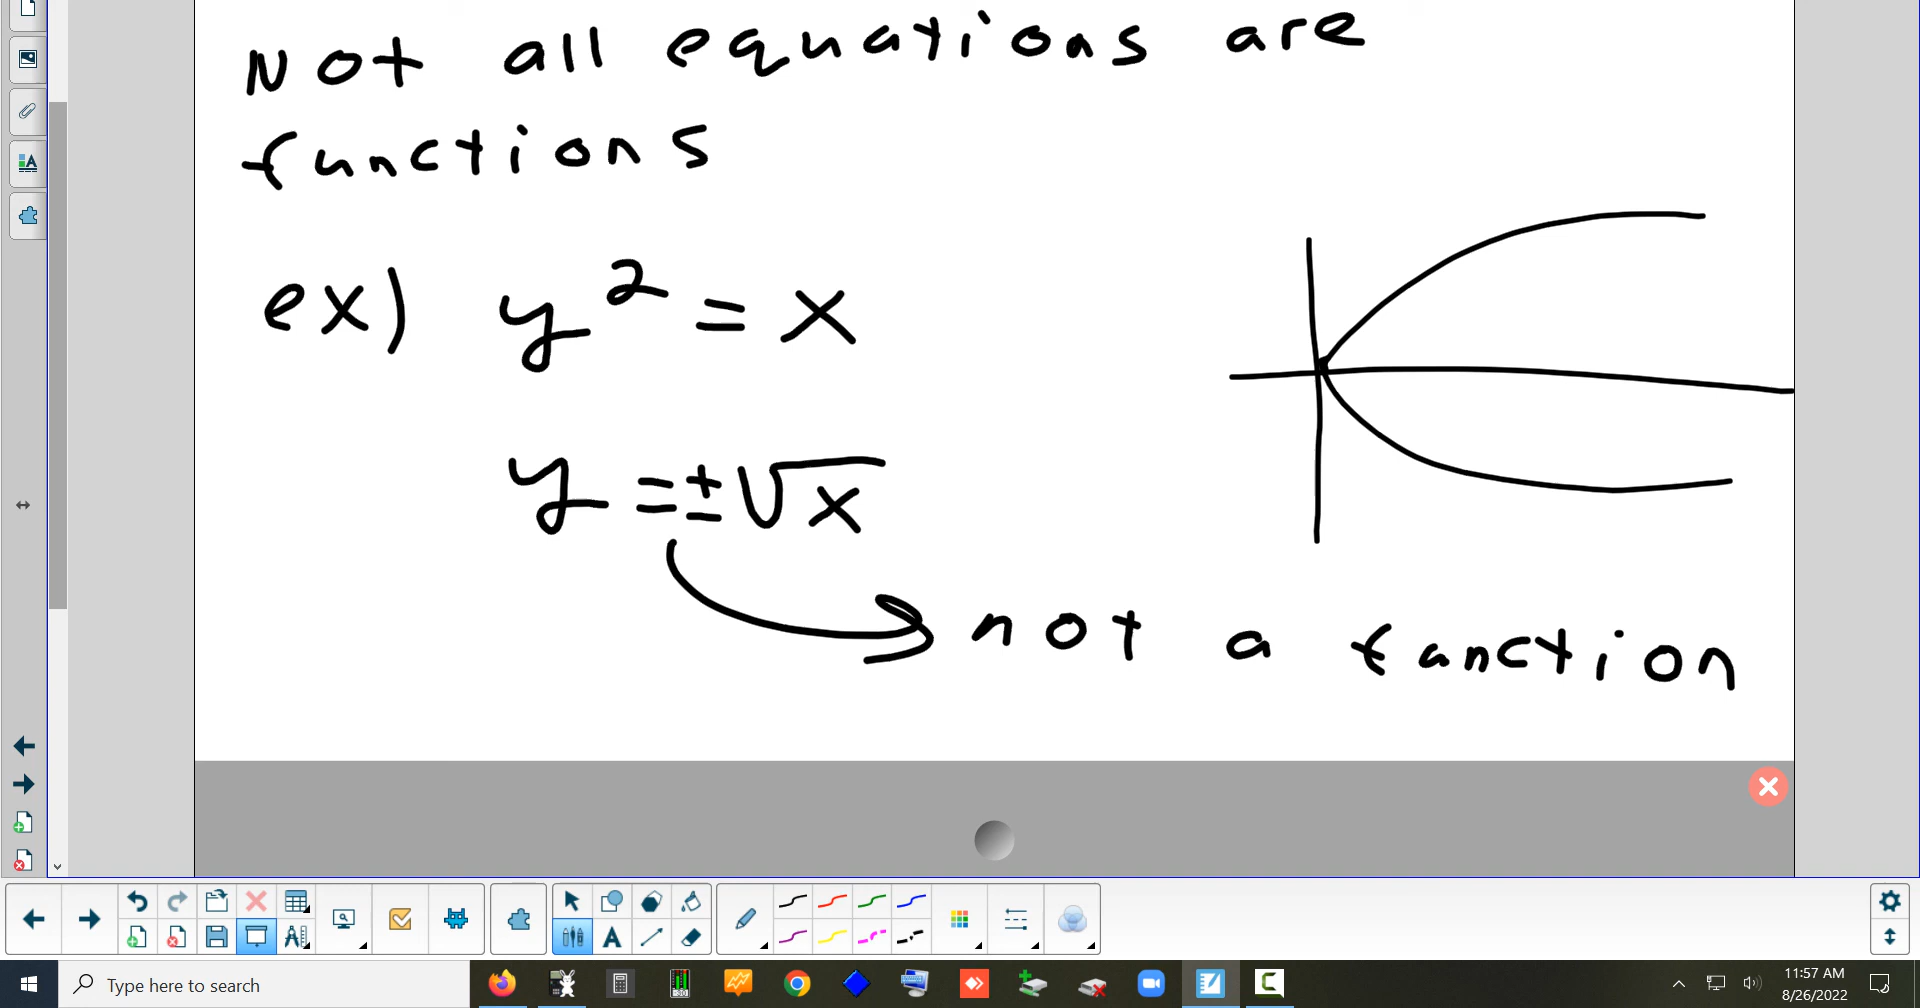 Not all equations are
functions
ex) y² = x
y = ±√x
not a function
Type here to search
11:57 AM
8/26/2022